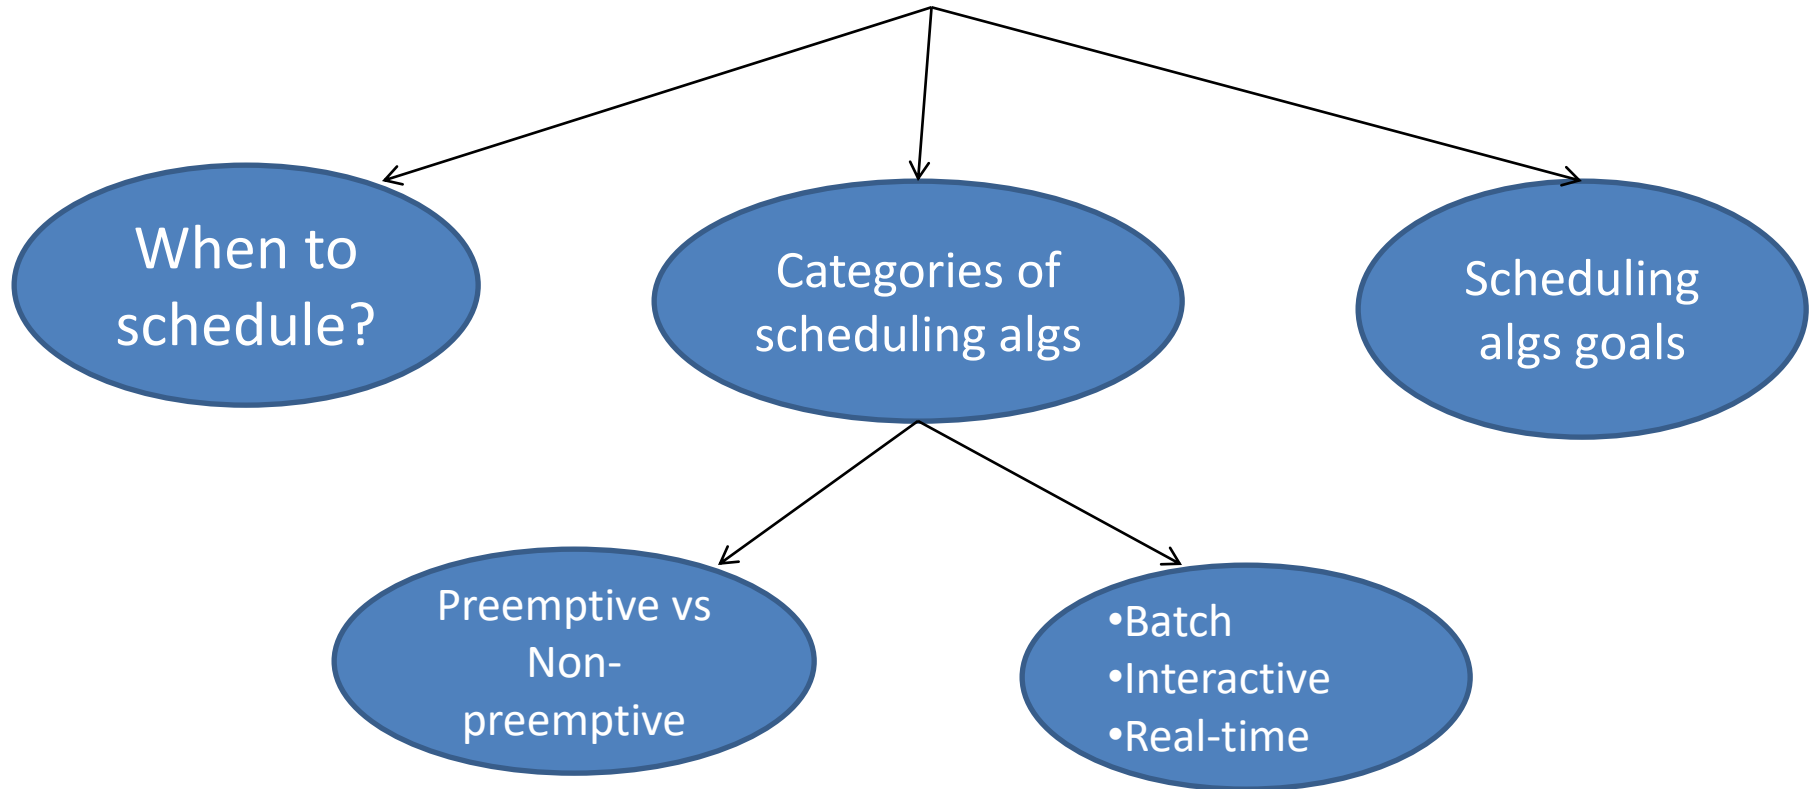 When to
schedule?
Categories of
scheduling algs
Scheduling
algs goals
Preemptive vs
Non-
preemptive
•Batch
•Interactive
•Real-time